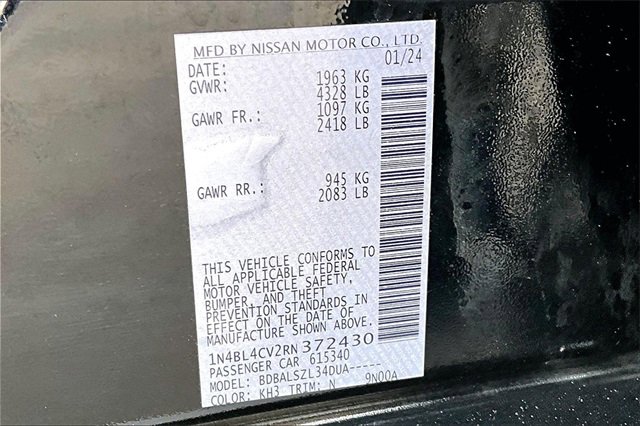 MFD BY NISSAN MOTOR CO., LTD.
DATE: 01/24
GVWR: 1963 KG
4328 LB
GAWR FR.: 1097 KG
2418 LB
GAWR RR.: 945 KG
2083 LB
THIS VEHICLE CONFORMS TO
ALL APPLICABLE FEDERAL
MOTOR VEHICLE SAFETY,
BUMPER, AND THEFT
PREVENTION STANDARDS IN
EFFECT ON THE DATE OF
MANUFACTURE SHOWN ABOVE.
1N4BL4CV2RN372430
PASSENGER CAR 615340
MODEL: BDBALSZL34DUA-----
COLOR: KH3 TRIM: N 9N00A